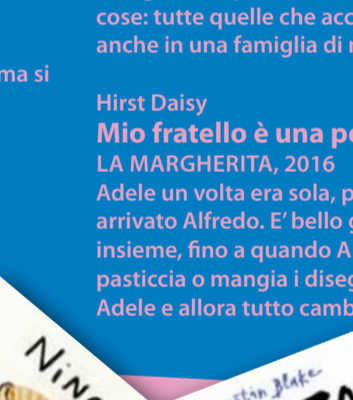 cose: tutte quelle che acc
anche in una famiglia di
ma si
Hirst Daisy
Mio fratello è una pe
LA MARGHERITA, 2016
Adele un volta era sola, p
arrivato Alfredo. E' bello g
insieme, fino a quando A
pasticcia o mangia i diseg
Adele e allora tutto camb
Nino
Blake